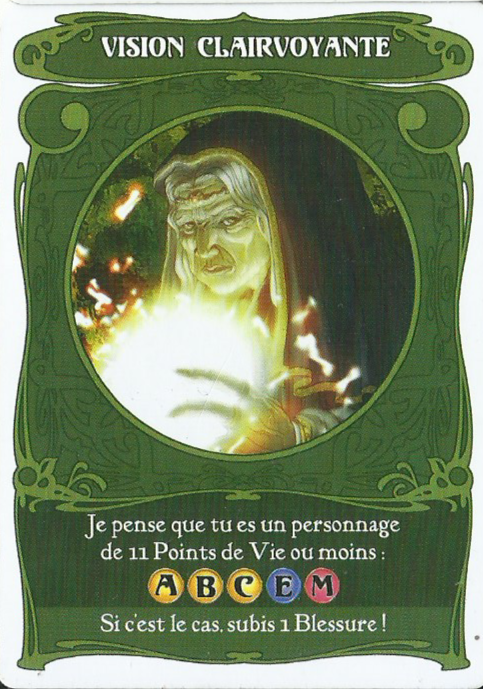 VISION CLAIRVOYANTE
Je pense que tu es un personnage
de 11 Points de Vie ou moins :
A B C E M
Si c'est le cas, subis 1 Blessure !